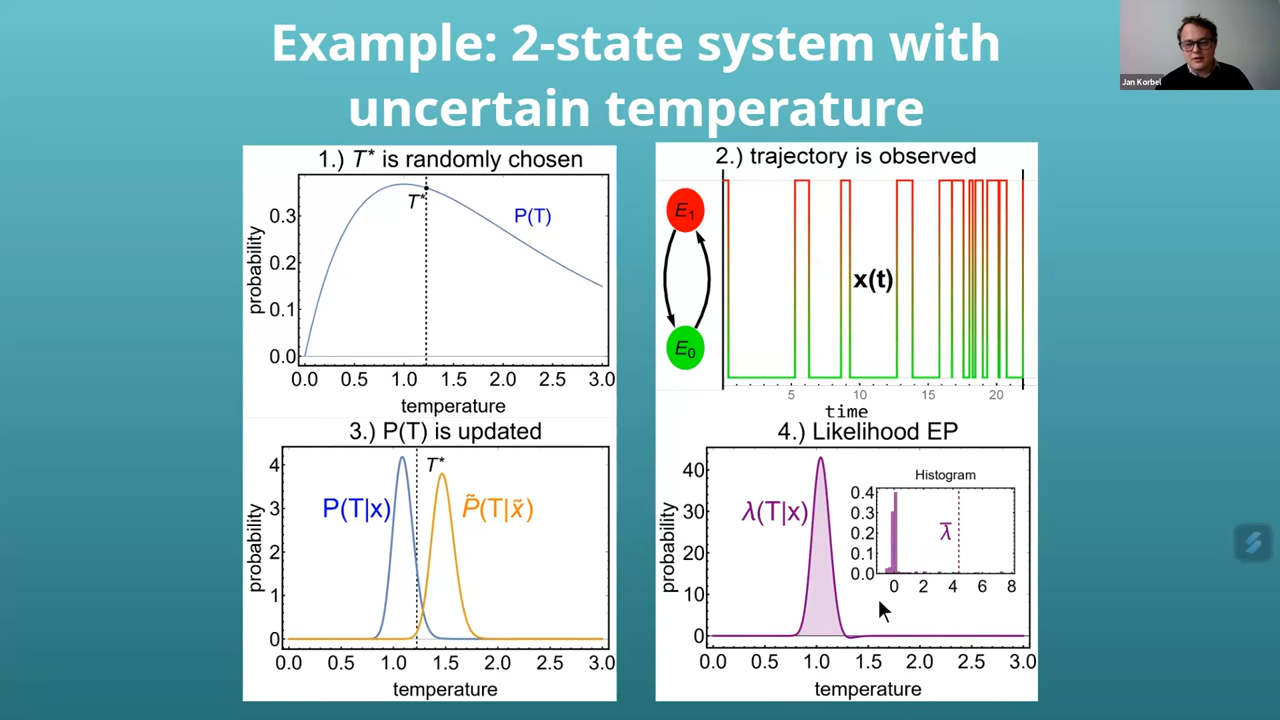 Example: 2-state system with
uncertain temperature
Jan Korbel
1.) T* is randomly chosen
T*
P(T)
probability
0.3
0.2
0.1
0.0
0.0 0.5 1.0 1.5 2.0 2.5 3.0
temperature
2.) trajectory is observed
E₁
E₀
x(t)
5 10 15 20
time
3.) P(T) is updated
T*
P(T|x)
P̃(T|x̃)
probability
4
3
2
1
0
0.0 0.5 1.0 1.5 2.0 2.5 3.0
temperature
4.) Likelihood EP
λ(T|x)
probability
40
30
20
10
0
0.0 0.5 1.0 1.5 2.0 2.5 3.0
temperature
Histogram
λ̅
0.4
0.3
0.2
0.1
0.0
0 2 4 6 8